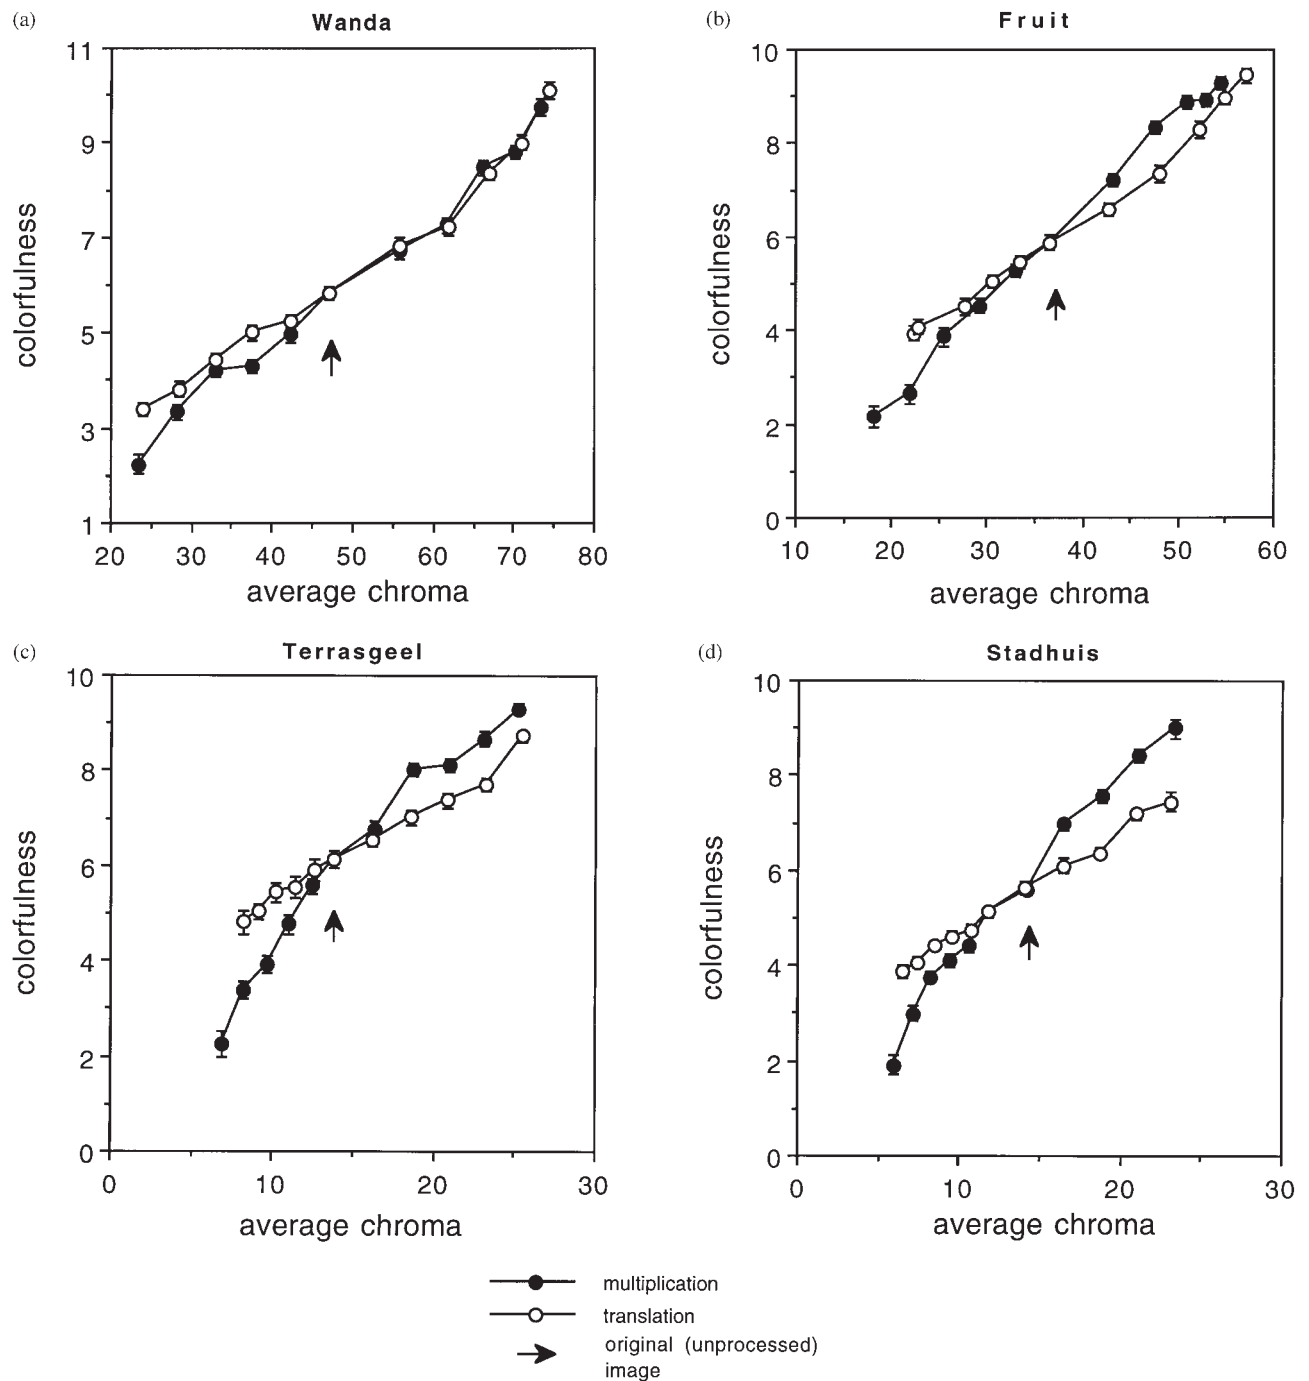 (a)
Wanda
11
9
7
5
3
1
colorfulness
20 30 40 50 60 70 80
average chroma
(b)
Fruit
10
8
6
4
2
0
colorfulness
10 20 30 40 50 60
average chroma
(c)
Terrasgeel
10
8
6
4
2
0
colorfulness
0 10 20 30
average chroma
(d)
Stadhuis
10
8
6
4
2
0
colorfulness
0 10 20 30
average chroma
multiplication
translation
original (unprocessed)
image